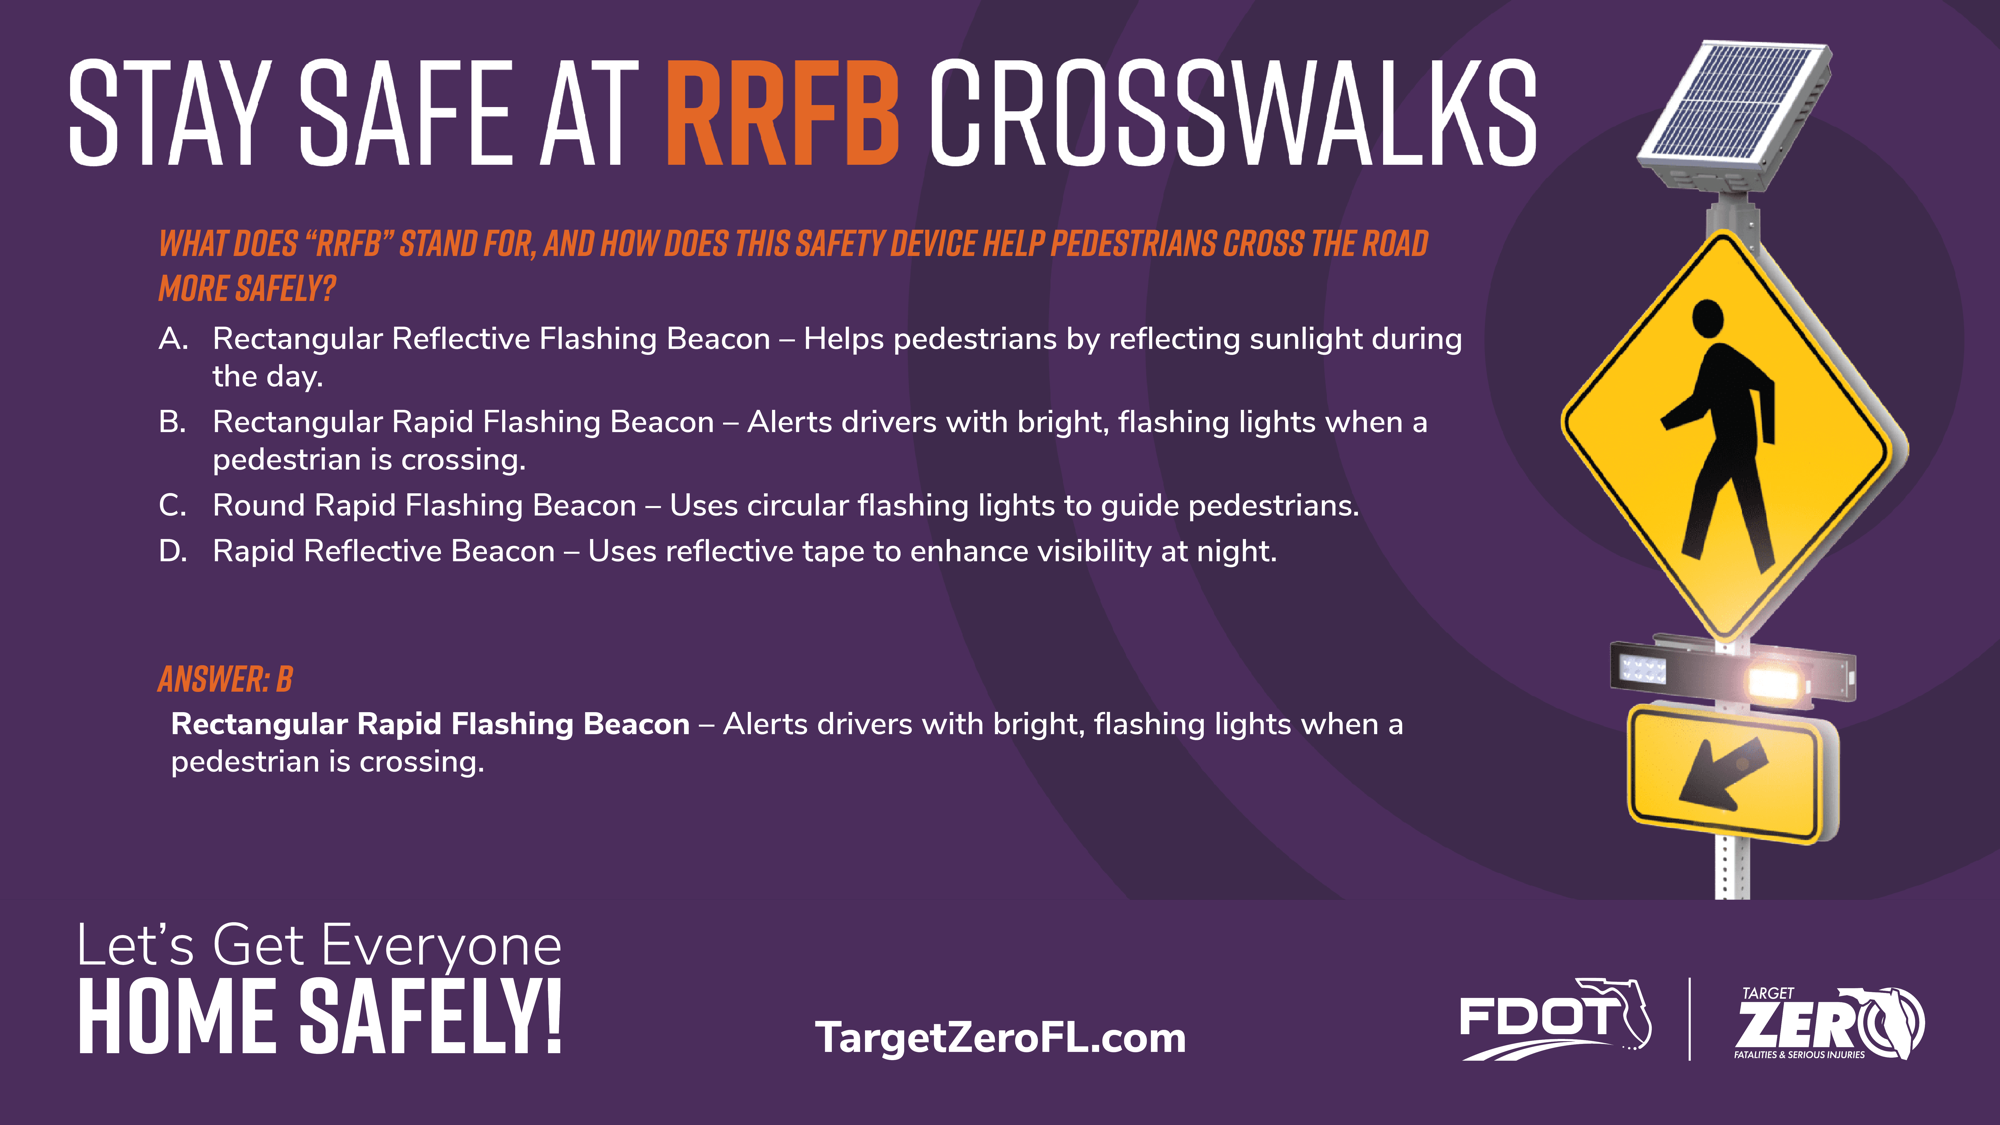 STAY SAFE AT RRFB CROSSWALKS
WHAT DOES “RRFB” STAND FOR, AND HOW DOES THIS SAFETY DEVICE HELP PEDESTRIANS CROSS THE ROAD
MORE SAFELY?
A. Rectangular Reflective Flashing Beacon – Helps pedestrians by reflecting sunlight during
the day.
B. Rectangular Rapid Flashing Beacon – Alerts drivers with bright, flashing lights when a
pedestrian is crossing.
C. Round Rapid Flashing Beacon – Uses circular flashing lights to guide pedestrians.
D. Rapid Reflective Beacon – Uses reflective tape to enhance visibility at night.
ANSWER: B
Rectangular Rapid Flashing Beacon – Alerts drivers with bright, flashing lights when a
pedestrian is crossing.
Let’s Get Everyone
HOME SAFELY!
TargetZeroFL.com
FDOT
TARGET
ZERO
FATALITIES & SERIOUS INJURIES